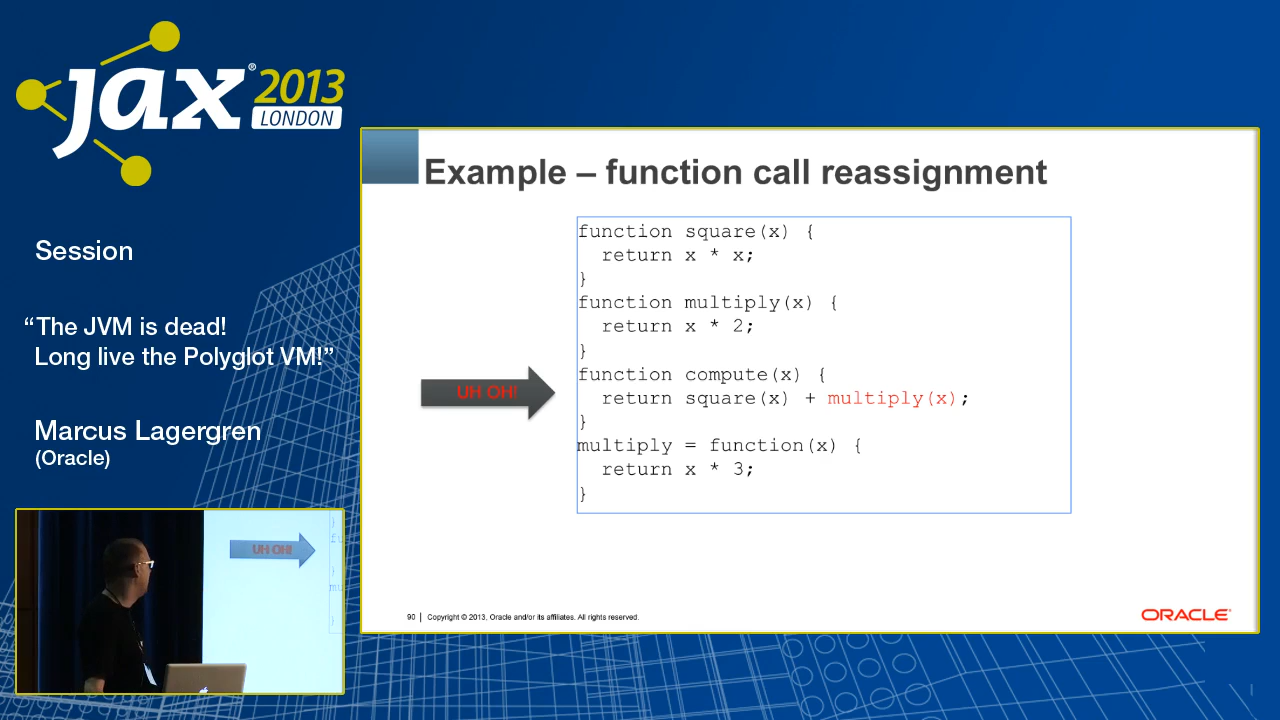 jax® 2013
LONDON
Session
“The JVM is dead!
Long live the Polyglot VM!”
Marcus Lagergren
(Oracle)
Example – function call reassignment
function square(x) {
  return x * x;
}
function multiply(x) {
  return x * 2;
}
function compute(x) {
  return square(x) + multiply(x);
}
multiply = function(x) {
  return x * 3;
}
UH OH!
90 | Copyright © 2013, Oracle and/or its affiliates. All rights reserved.
ORACLE®
UH OH!